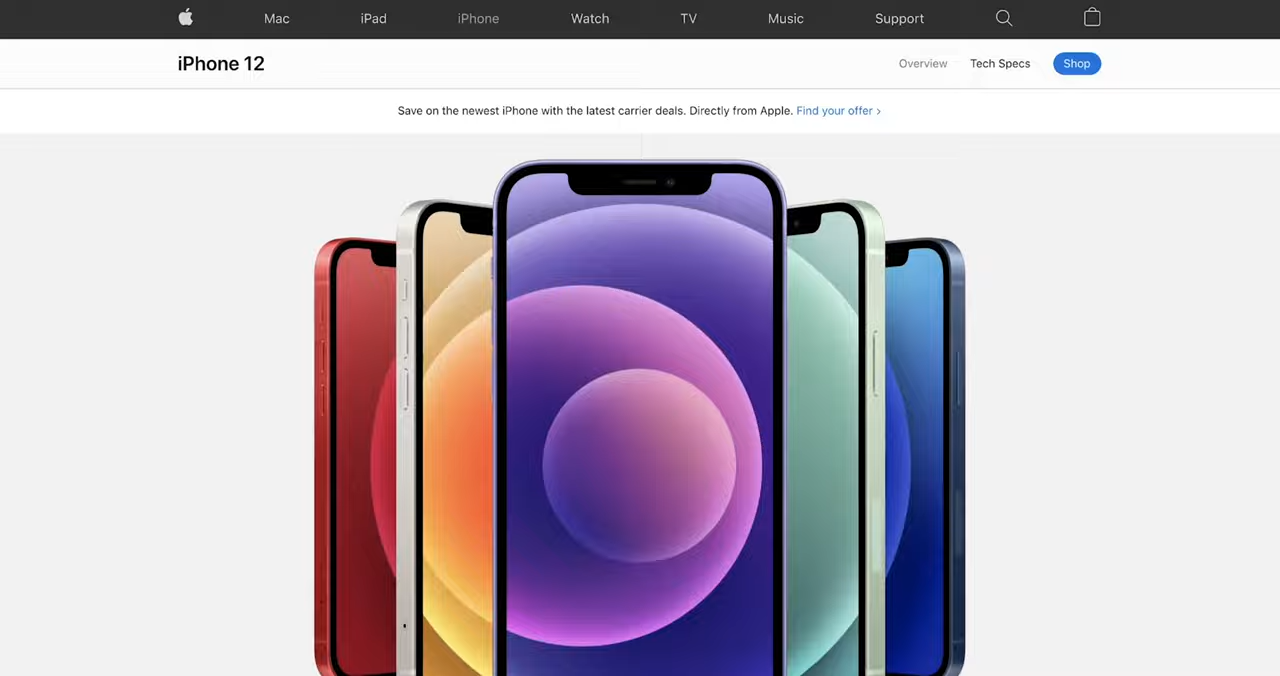 Mac iPad iPhone Watch TV Music Support
iPhone 12 Overview Tech Specs Shop
Save on the newest iPhone with the latest carrier deals. Directly from Apple. Find your offer >